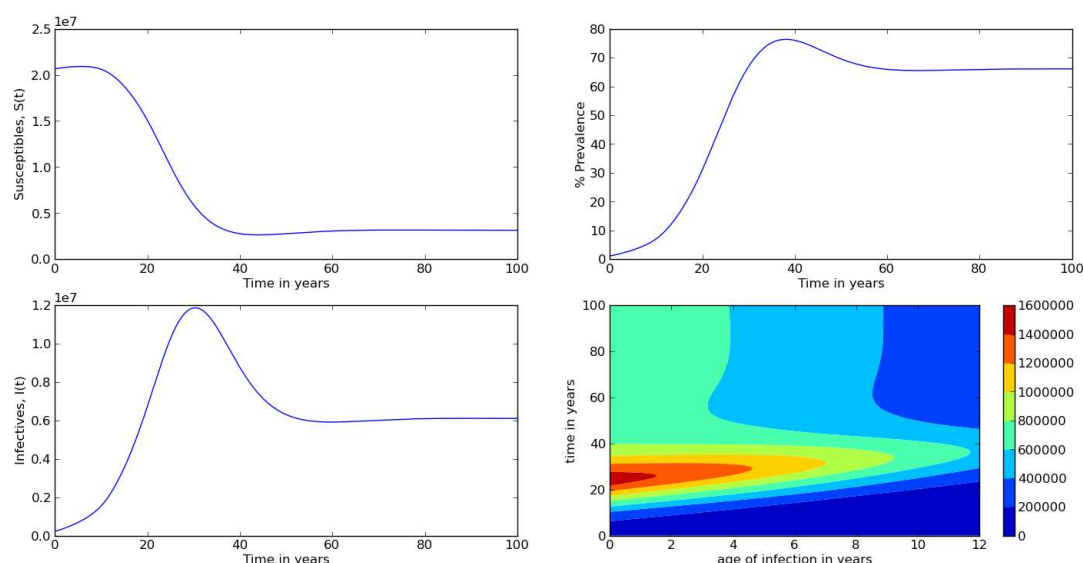 1e7
2.5
2.0
1.5
1.0
0.5
0.0
0 20 40 60 80 100
Susceptibles, S(t)
Time in years
80
70
60
50
40
30
20
10
0
0 20 40 60 80 100
% Prevalence
Time in years
1e7
1.2
1.0
0.8
0.6
0.4
0.2
0.0
0 20 40 60 80 100
Infectives, I(t)
Time in years
100
80
60
40
20
0
0 2 4 6 8 10 12
time in years
age of infection in years
1600000
1400000
1200000
1000000
800000
600000
400000
200000
0